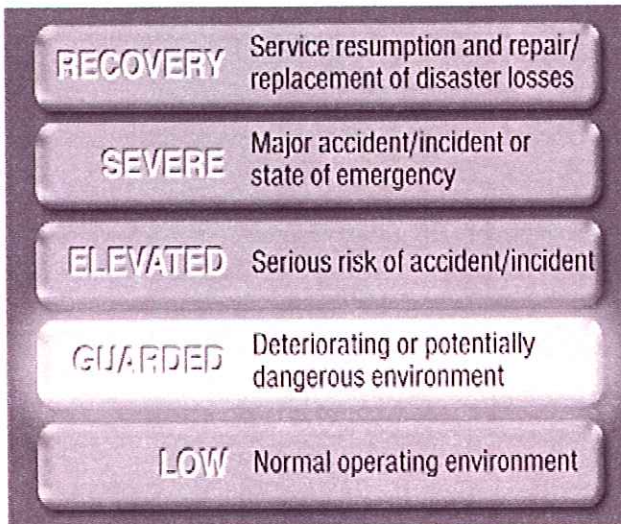 RECOVERY Service resumption and repair/
replacement of disaster losses
SEVERE Major accident/incident or
state of emergency
ELEVATED Serious risk of accident/incident
GUARDED Deteriorating or potentially
dangerous environment
LOW Normal operating environment